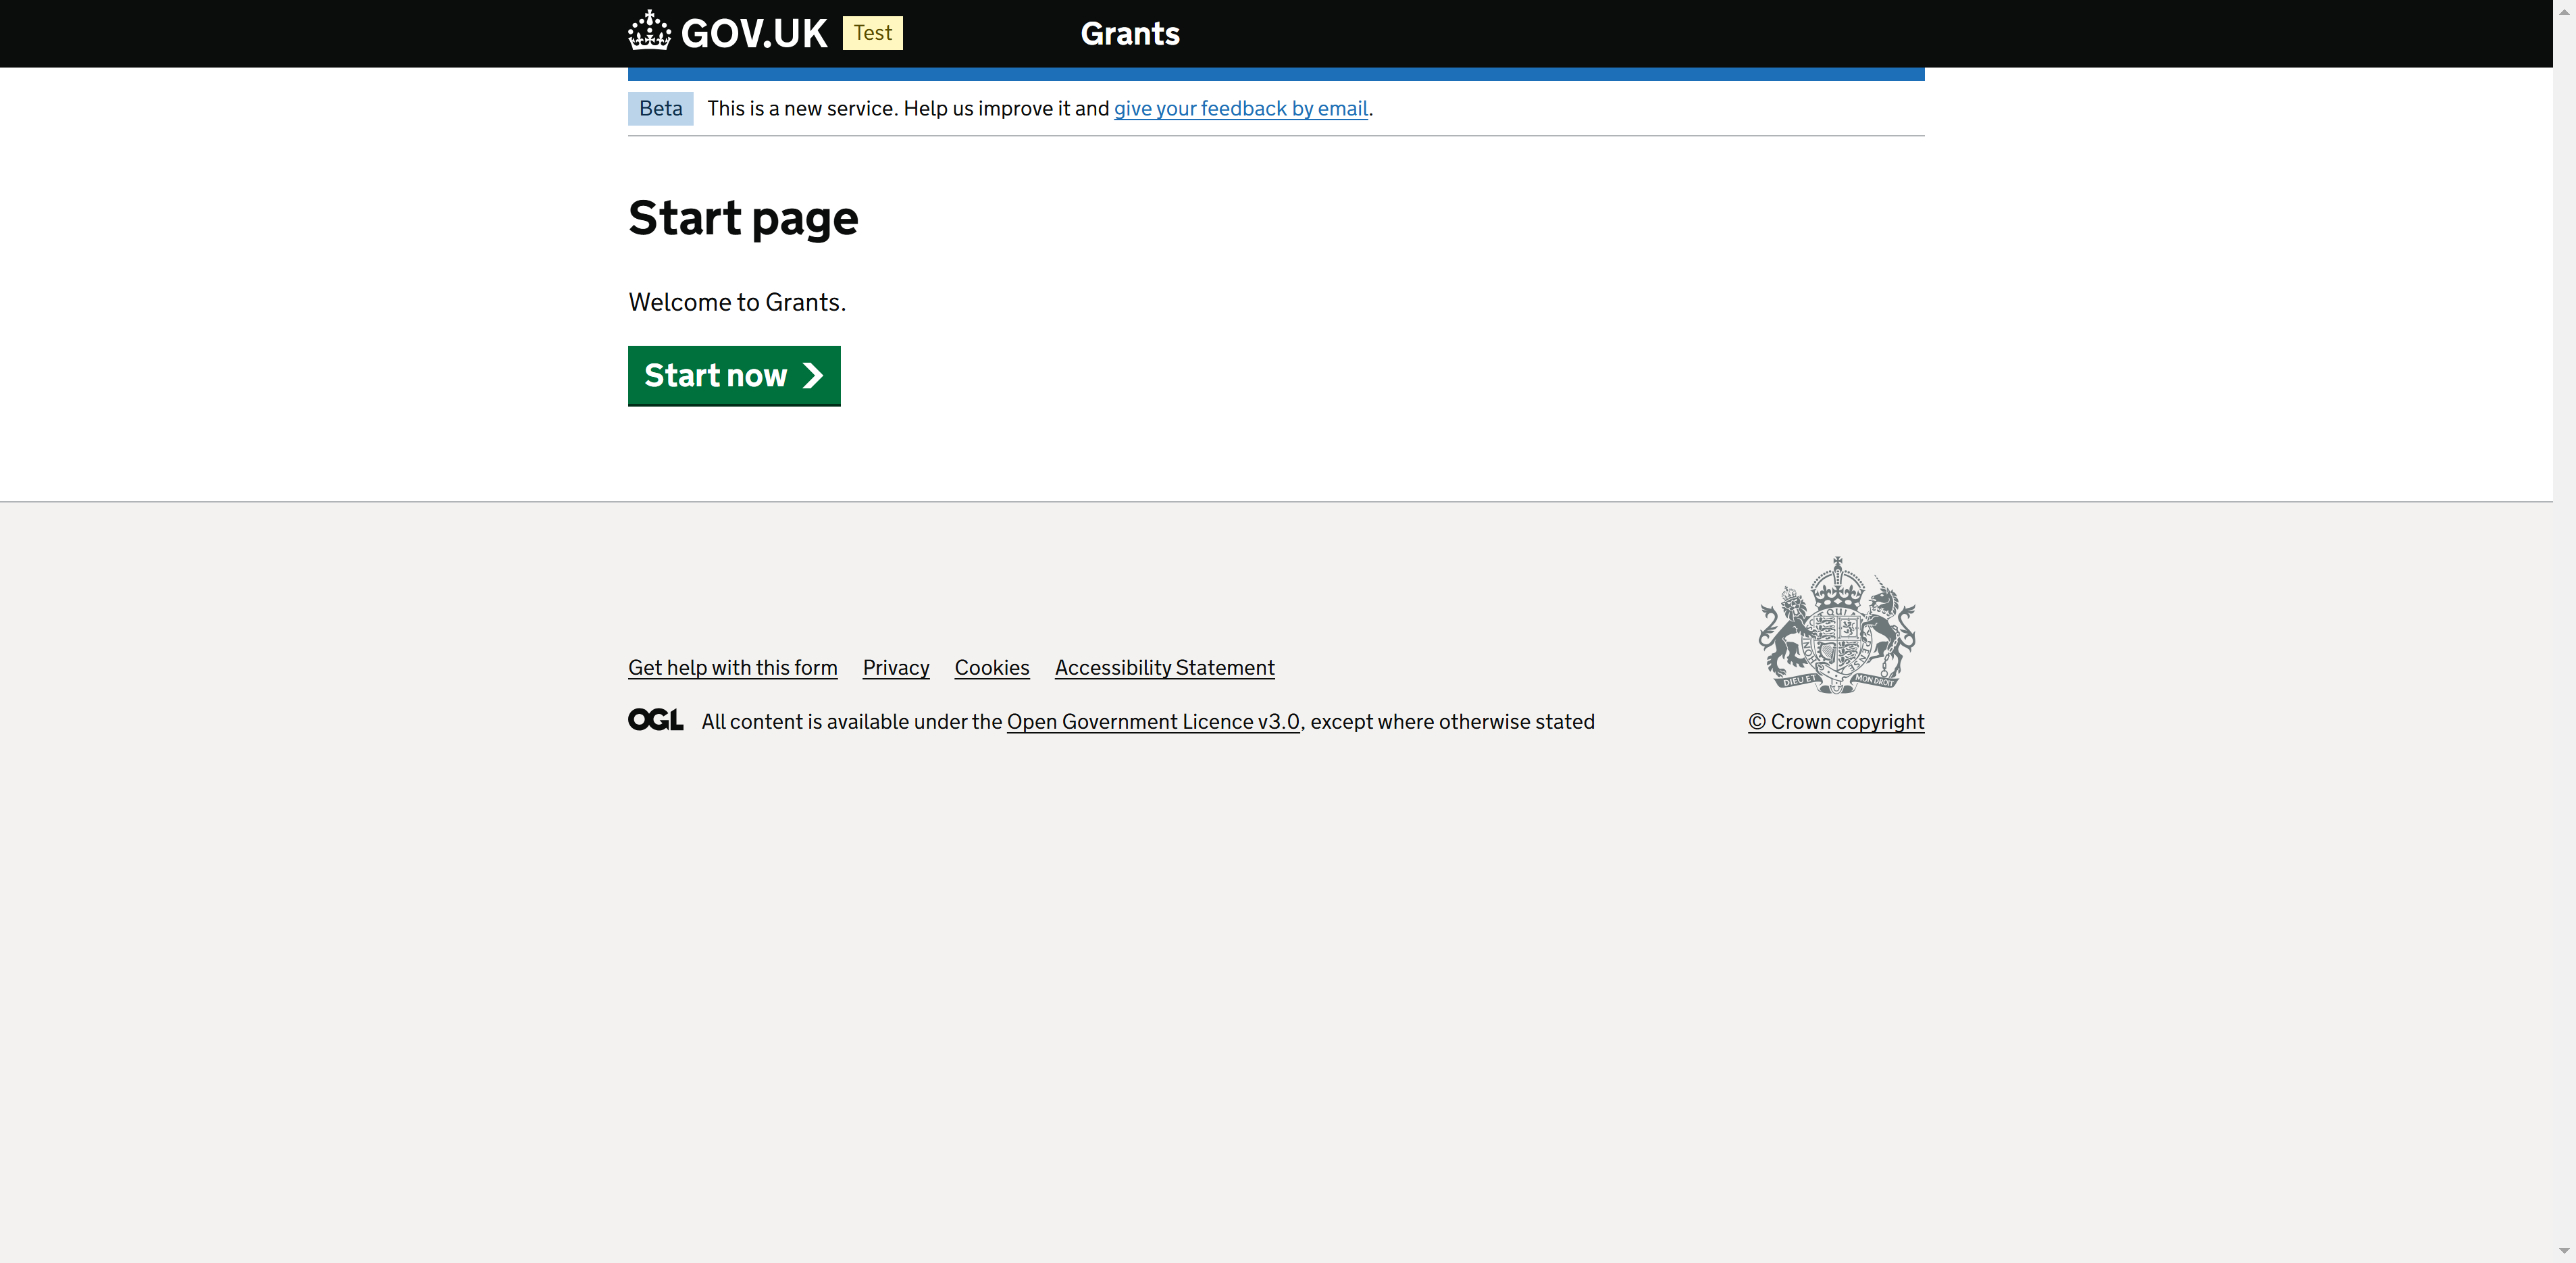 GOV.UK Test Grants
Beta This is a new service. Help us improve it and give your feedback by email.
Start page
Welcome to Grants.
Start now
Get help with this form Privacy Cookies Accessibility Statement
OGL All content is available under the Open Government Licence v3.0, except where otherwise stated
© Crown copyright
DIEU ET MON DROIT